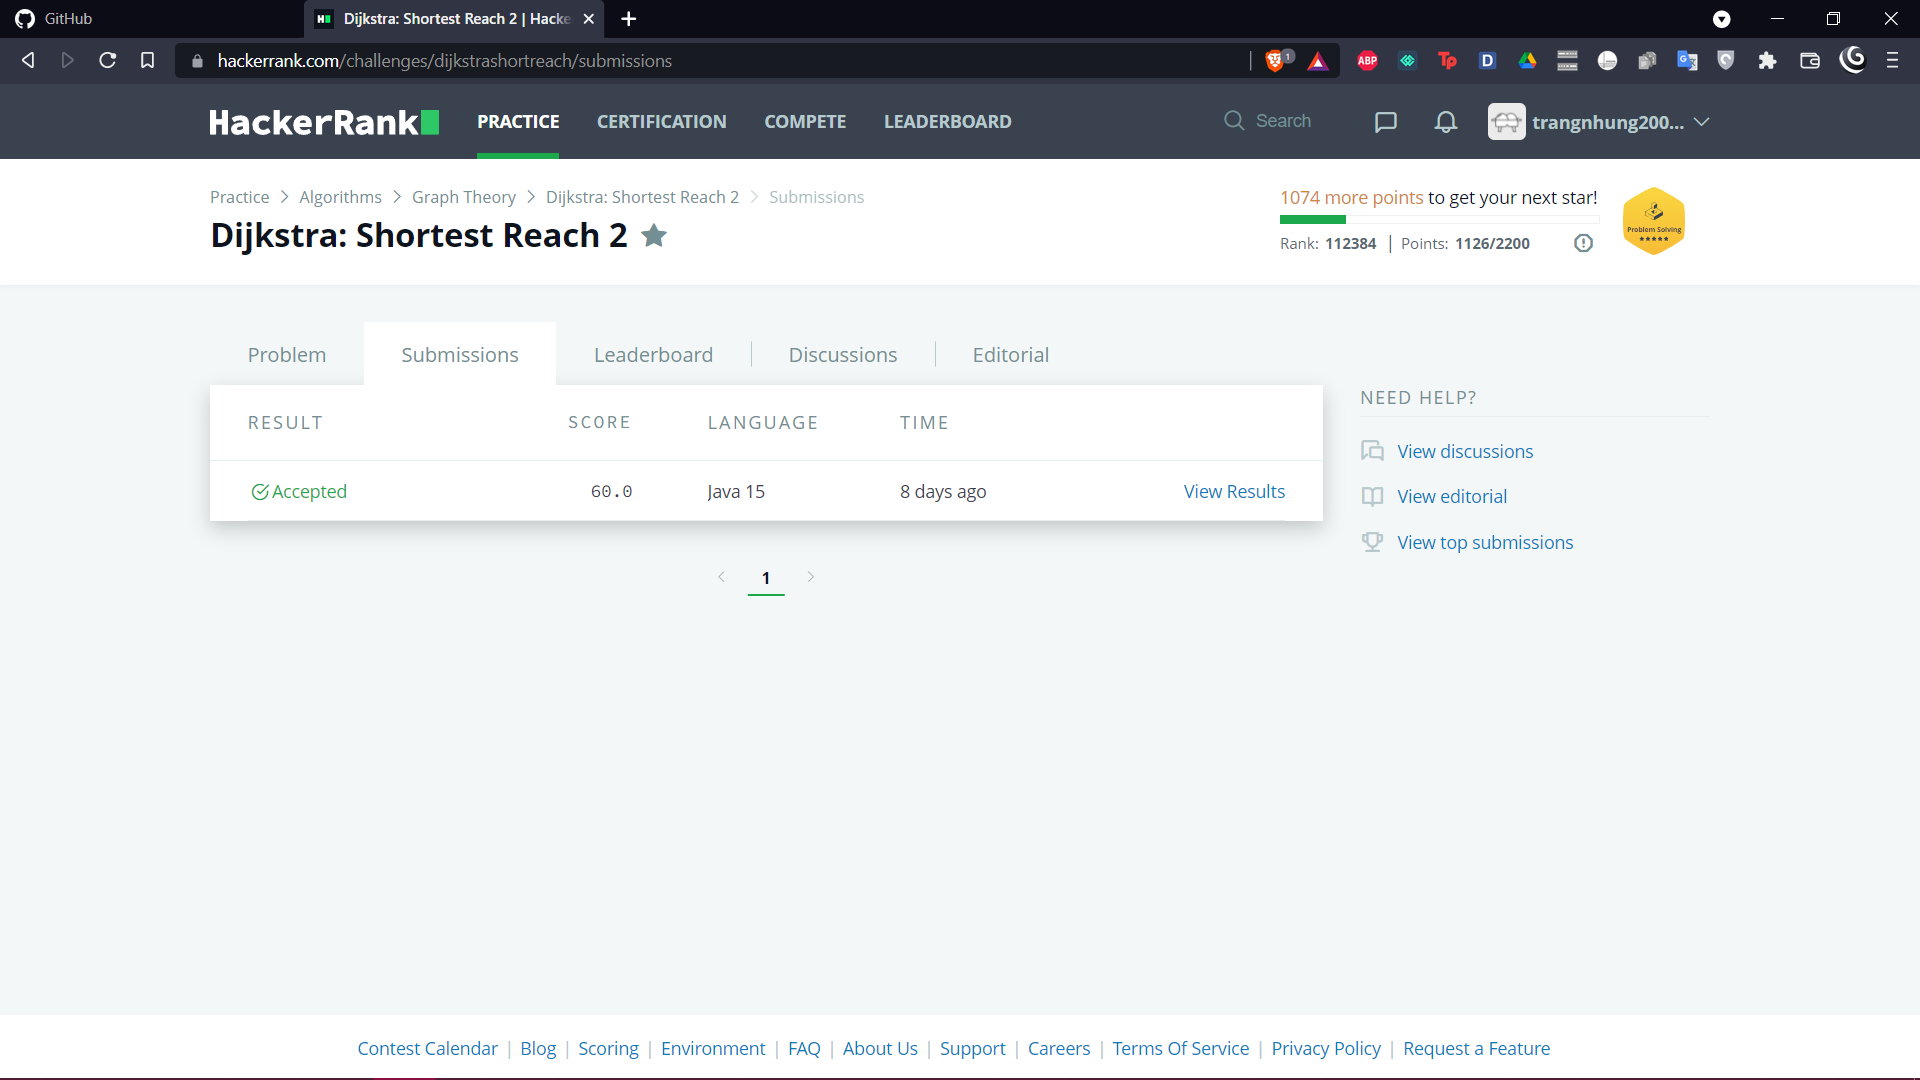 GitHub
Dijkstra: Shortest Reach 2 | Hacke
hackerrank.com/challenges/dijkstrashortreach/submissions
1
ABP
Tp
D
HackerRank
PRACTICE
CERTIFICATION
COMPETE
LEADERBOARD
Search
trangnhung200...
Practice > Algorithms > Graph Theory > Dijkstra: Shortest Reach 2 > Submissions
Dijkstra: Shortest Reach 2
1074 more points to get your next star!
Rank: 112384 | Points: 1126/2200
Problem Solving
Problem
Submissions
Leaderboard
Discussions
Editorial
RESULT SCORE LANGUAGE TIME
Accepted 60.0 Java 15 8 days ago View Results
1
NEED HELP?
View discussions
View editorial
View top submissions
Contest Calendar | Blog | Scoring | Environment | FAQ | About Us | Support | Careers | Terms Of Service | Privacy Policy | Request a Feature